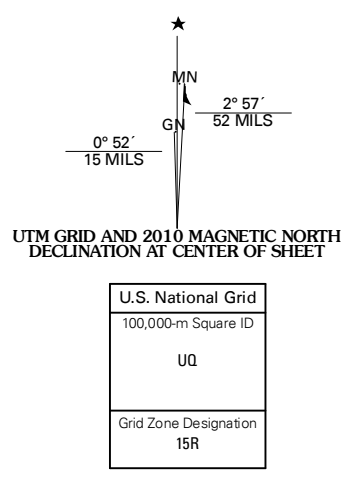 MN
2° 57´
52 MILS
GN
0° 52´
15 MILS
UTM GRID AND 2010 MAGNETIC NORTH
DECLINATION AT CENTER OF SHEET
U.S. National Grid
100,000-m Square ID
UQ
Grid Zone Designation
15R